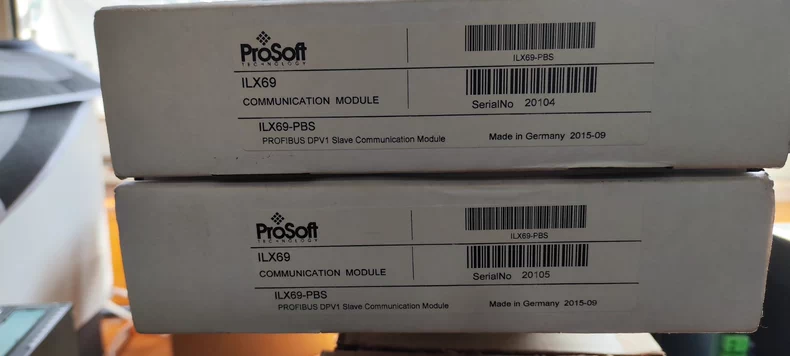 ProSoft
TECHNOLOGY
ILX69-PBS
ILX69
COMMUNICATION MODULE
SerialNo 20104
ILX69-PBS
PROFIBUS DPV1 Slave Communication Module Made in Germany 2015-09
ProSoft
TECHNOLOGY
ILX69-PBS
ILX69
COMMUNICATION MODULE
SerialNo 20105
ILX69-PBS
PROFIBUS DPV1 Slave Communication Module Made in Germany 2015-09